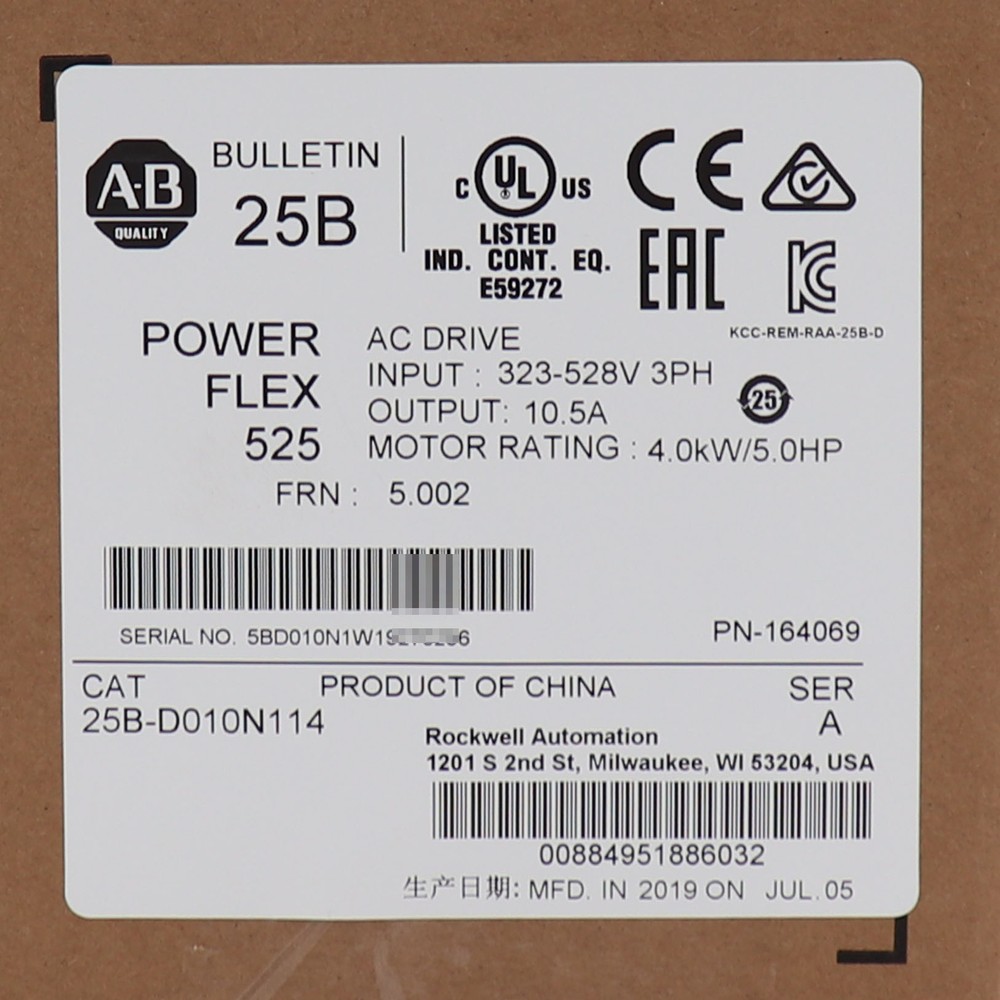 A-B
QUALITY
BULLETIN
25B
C UL US
LISTED
IND. CONT. EQ.
E59272
CE
EAC
KC
KCC-REM-RAA-25B-D
POWER
FLEX
525
AC DRIVE
INPUT : 323-528V 3PH
OUTPUT: 10.5A
MOTOR RATING : 4.0kW/5.0HP
25
FRN : 5.002
SERIAL NO.
PN-164069
CAT
25B-D010N114
PRODUCT OF CHINA
SER
A
Rockwell Automation
1201 S 2nd St, Milwaukee, WI 53204, USA
00884951886032
生产日期: MFD. IN 2019 ON JUL. 05